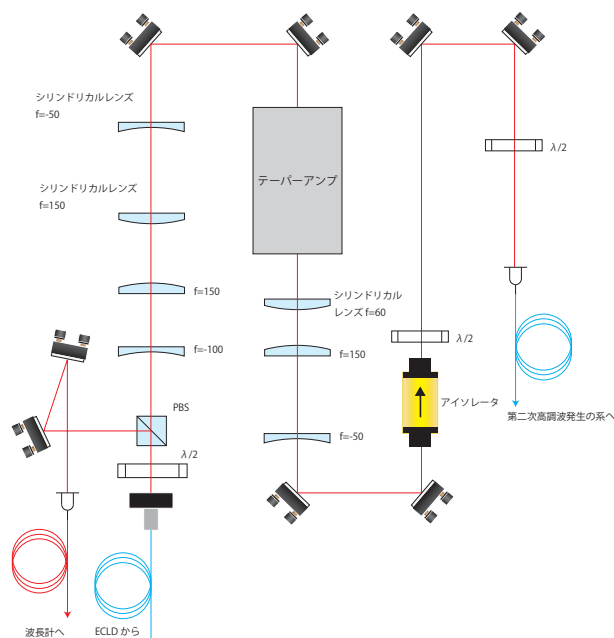 シリンドリカルレンズ
f=-50
シリンドリカルレンズ
f=150
f=150
f=-100
PBS
λ/2
波長計へ
ECLD から
テーパーアンプ
シリンドリカル
レンズ f=60
f=150
f=-50
λ/2
アイソレータ
λ/2
第二次高調波発生の系へ